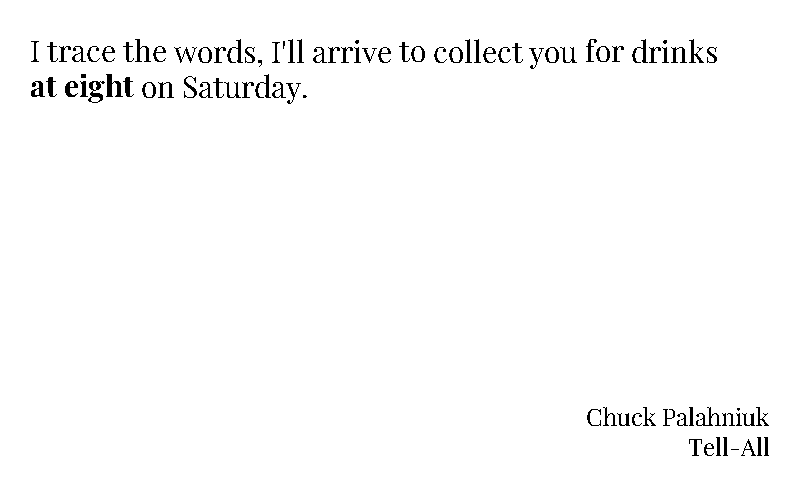 I trace the words, I'll arrive to collect you for drinks
at eight on Saturday.
Chuck Palahniuk
Tell-All